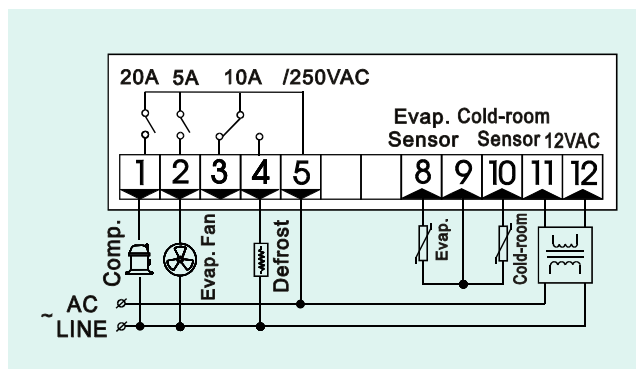 20A 5A 10A /250VAC
Evap. Cold-room
Sensor Sensor 12VAC
1 2 3 4 5 8 9 10 11 12
Comp.
Evap. Fan
Defrost
Evap.
Cold-room
~ AC
LINE